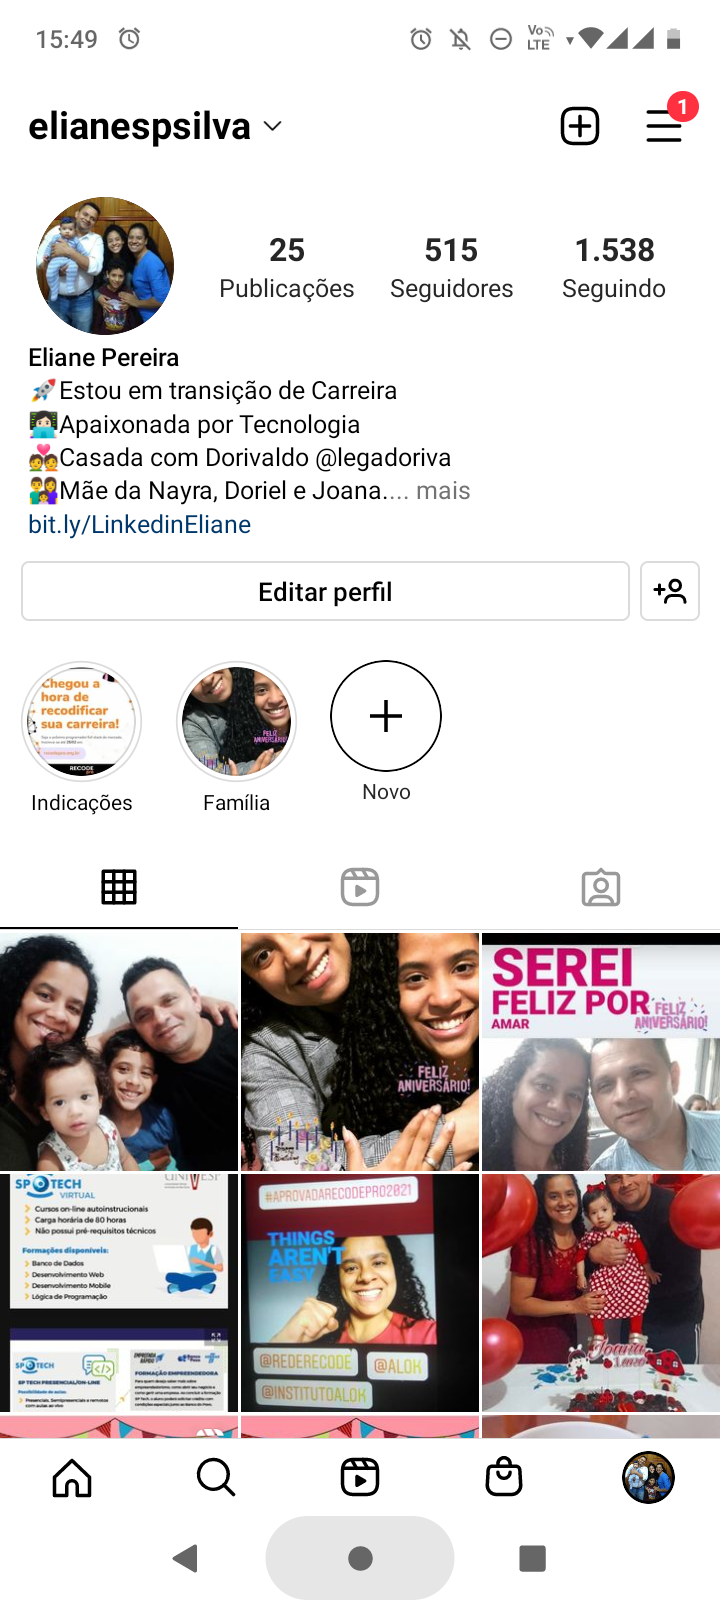 15:49
Vo
LTE
elianespsilva
1
25
515
1.538
Publicações
Seguidores
Seguindo
Eliane Pereira
🚀Estou em transição de Carreira
👩🏻‍💻Apaixonada por Tecnologia
💑Casada com Dorivaldo @legadoriva
👨‍👩‍👧‍👦Mãe da Nayra, Doriel e Joana.... mais
bit.ly/LinkedinEliane
Editar perfil
Chegou a
hora de
recodificar
sua carreira!
RECODE
FELIZ
ANIVERSÁRIO!
Indicações
Família
Novo
FELIZ
ANIVERSÁRIO!
SEREI
FELIZ POR
AMAR
FELIZ
ANIVERSÁRIO!
SP TECH
VIRTUAL
UNIVESP
Cursos on-line autoinstrucionais
Carga horária de 80 horas
Não possui pré-requisitos técnicos
Formações disponíveis:
Banco de Dados
Desenvolvimento Web
Desenvolvimento Mobile
Lógica de Programação
SP TECH
SP TECH PRESENCIAL/ON-LINE
FORMAÇÃO EMPREENDEDORA
#APROVADARECODEPRO2021
THINGS
AREN'T
EASY
@REDERECODE
@ALOK
@INSTITUTOALOK
Joana
1 ano